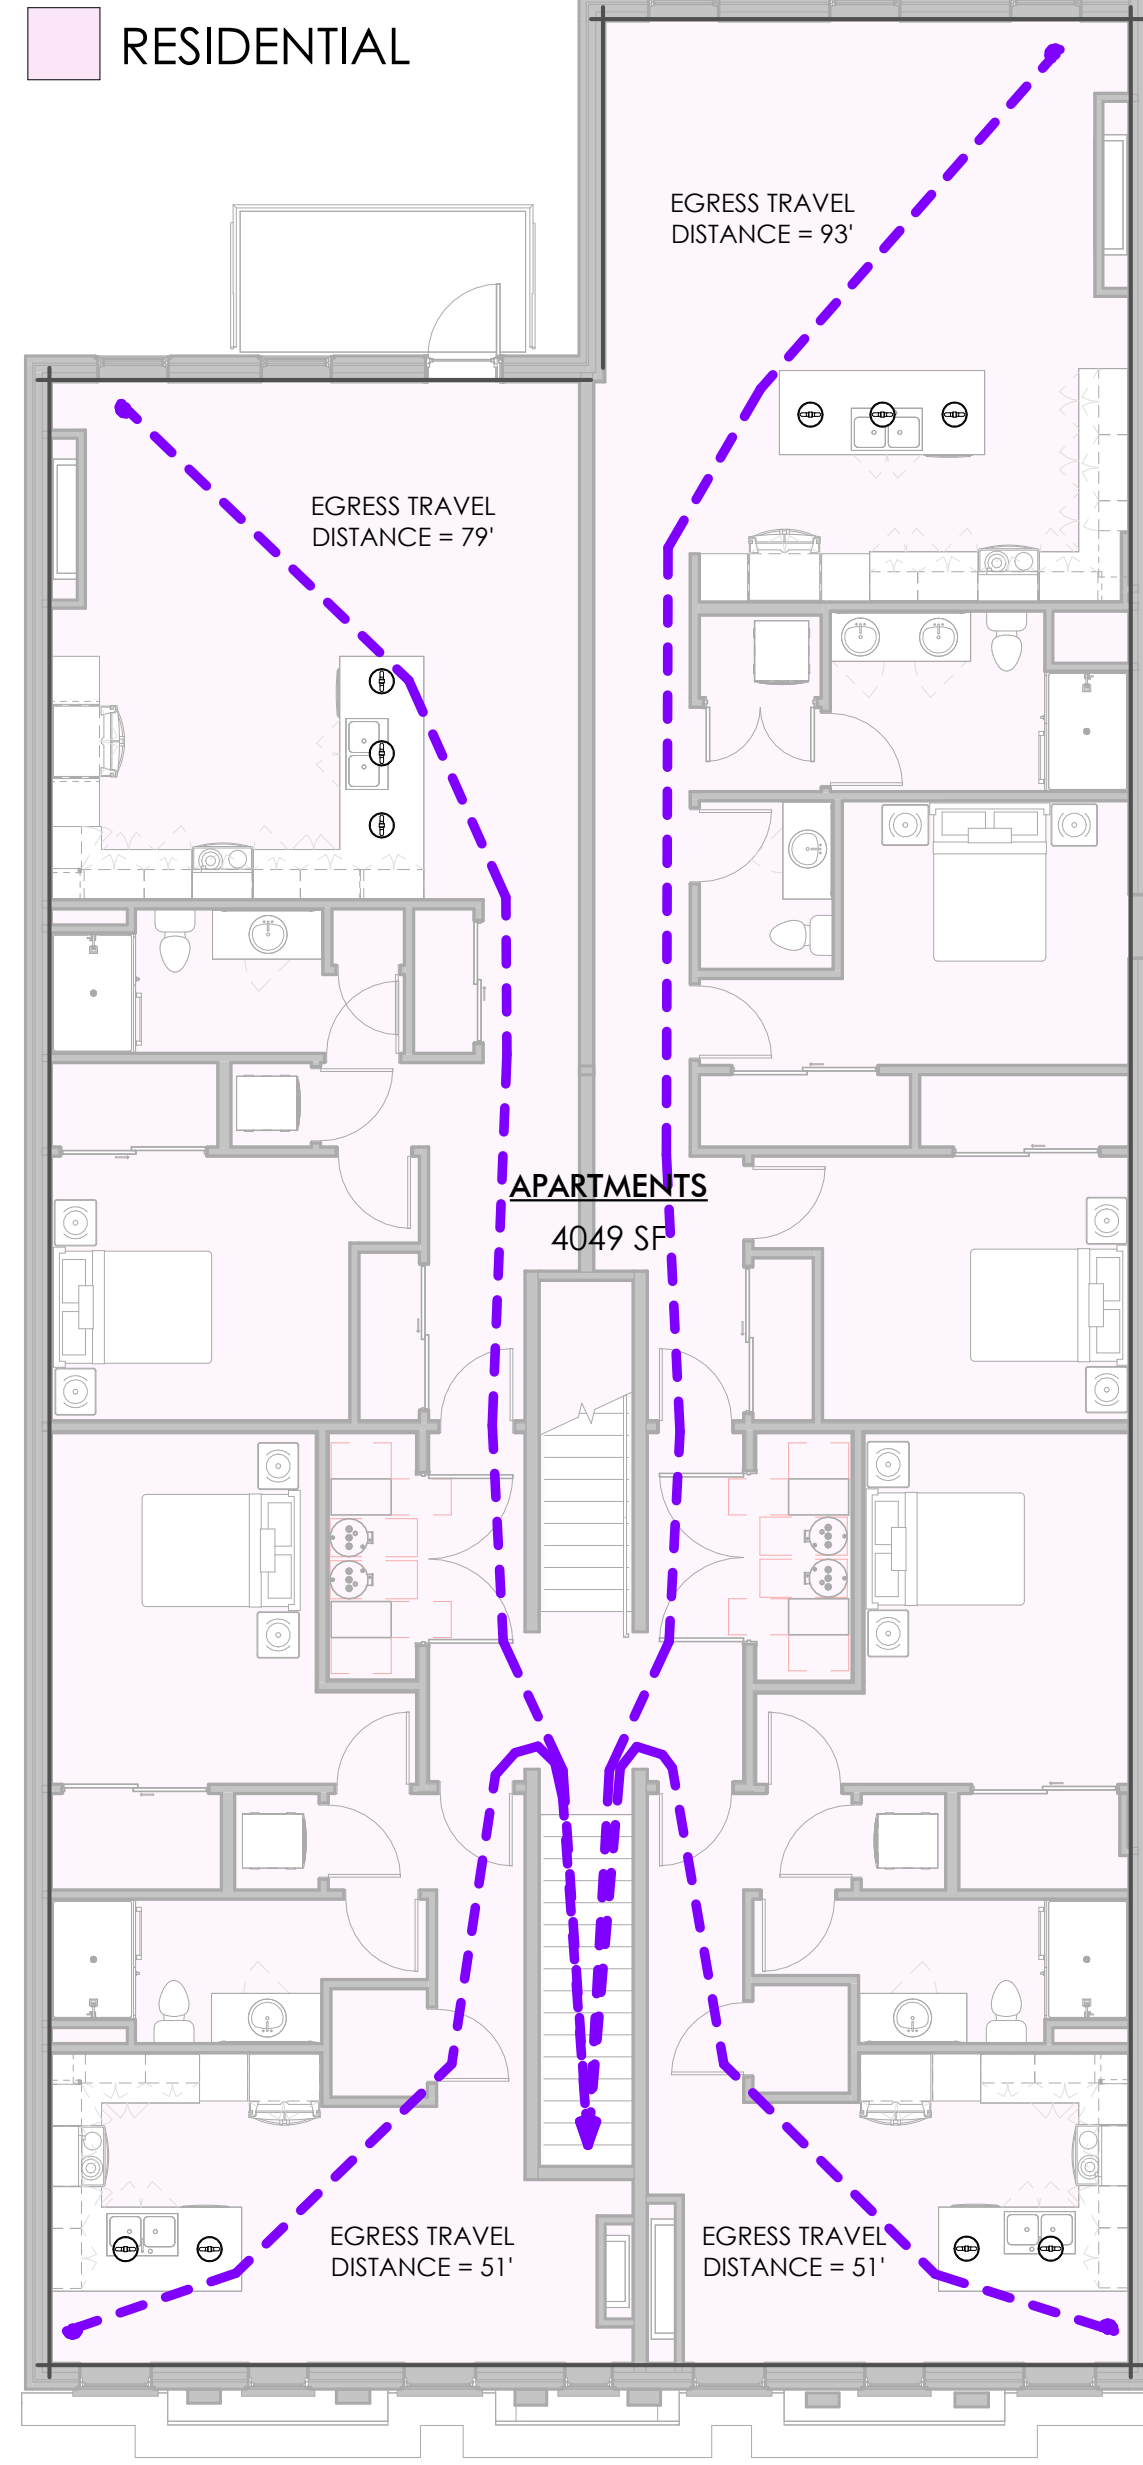 RESIDENTIAL
EGRESS TRAVEL
DISTANCE = 93'
EGRESS TRAVEL
DISTANCE = 79'
APARTMENTS
4049 SF
EGRESS TRAVEL
DISTANCE = 51'
EGRESS TRAVEL
DISTANCE = 51'